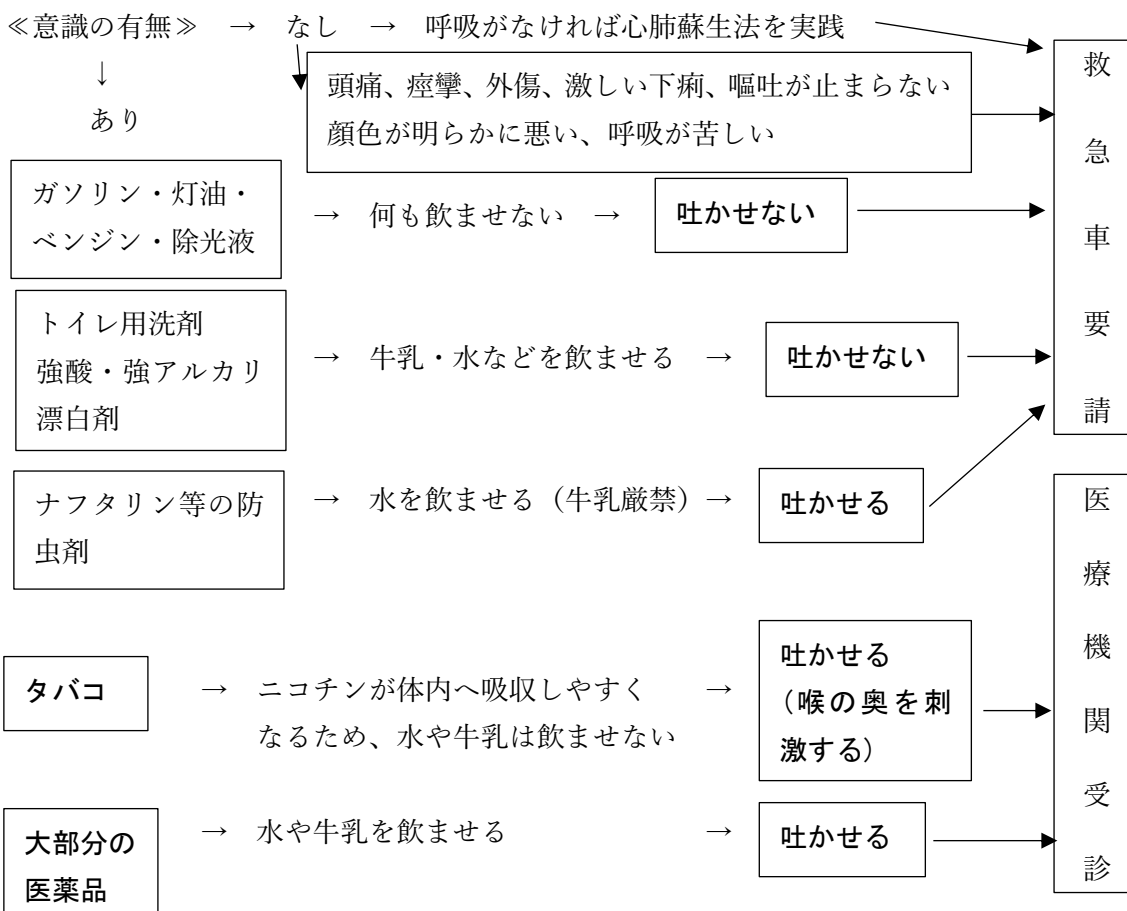 ≪意識の有無≫ → なし → 呼吸がなければ心肺蘇生法を実践
↓
あり
頭痛、痙攣、外傷、激しい下痢、嘔吐が止まらない
顔色が明らかに悪い、呼吸が苦しい
ガソリン・灯油・
ベンジン・除光液
→ 何も飲ませない → 吐かせない
トイレ用洗剤
強酸・強アルカリ
漂白剤
→ 牛乳・水などを飲ませる → 吐かせない
ナフタリン等の防
虫剤
→ 水を飲ませる（牛乳厳禁）→ 吐かせる
救急車要請
タバコ
→ ニコチンが体内へ吸収しやすく
なるため、水や牛乳は飲ませない
→
吐かせる
（喉の奥を刺
激する）
大部分の
医薬品
→ 水や牛乳を飲ませる → 吐かせる
医療機関受診